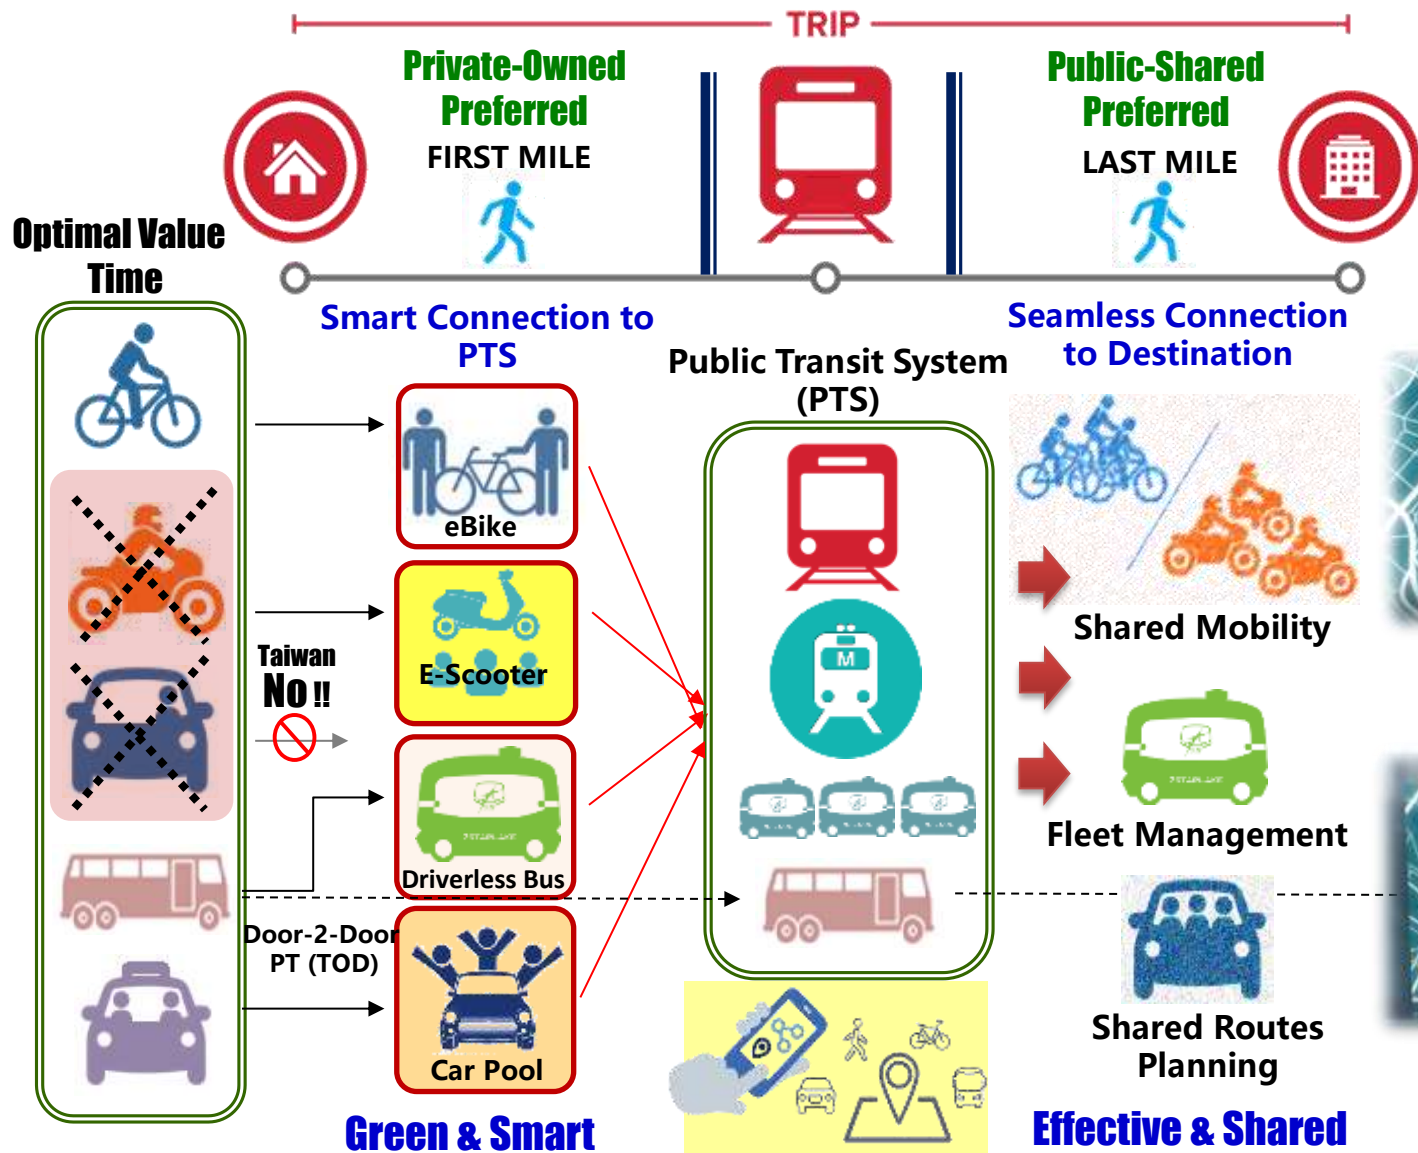 TRIP
Private-Owned
Preferred
FIRST MILE
Public-Shared
Preferred
LAST MILE
Optimal Value
Time
Smart Connection to
PTS
Seamless Connection
to Destination
Public Transit System
(PTS)
eBike
E-Scooter
Taiwan
No !!
M
Shared Mobility
Driverless Bus
Fleet Management
Door-2-Door
PT (TOD)
Car Pool
Shared Routes
Planning
Green & Smart
Effective & Shared